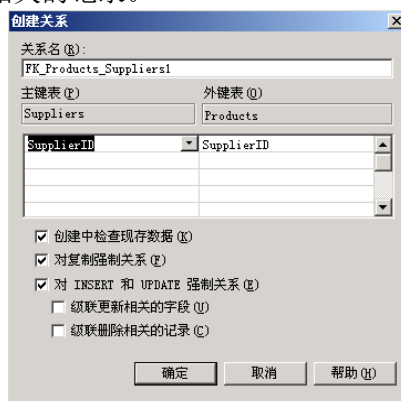 创建关系
关系名(R):
FK_Products_Suppliers1
主键表(P) 外键表(O)
Suppliers Products
SupplierID SupplierID
创建中检查现存数据(K)
对复制强制关系(F)
对 INSERT 和 UPDATE 强制关系(E)
级联更新相关的字段(U)
级联删除相关的记录(C)
确定 取消 帮助(H)